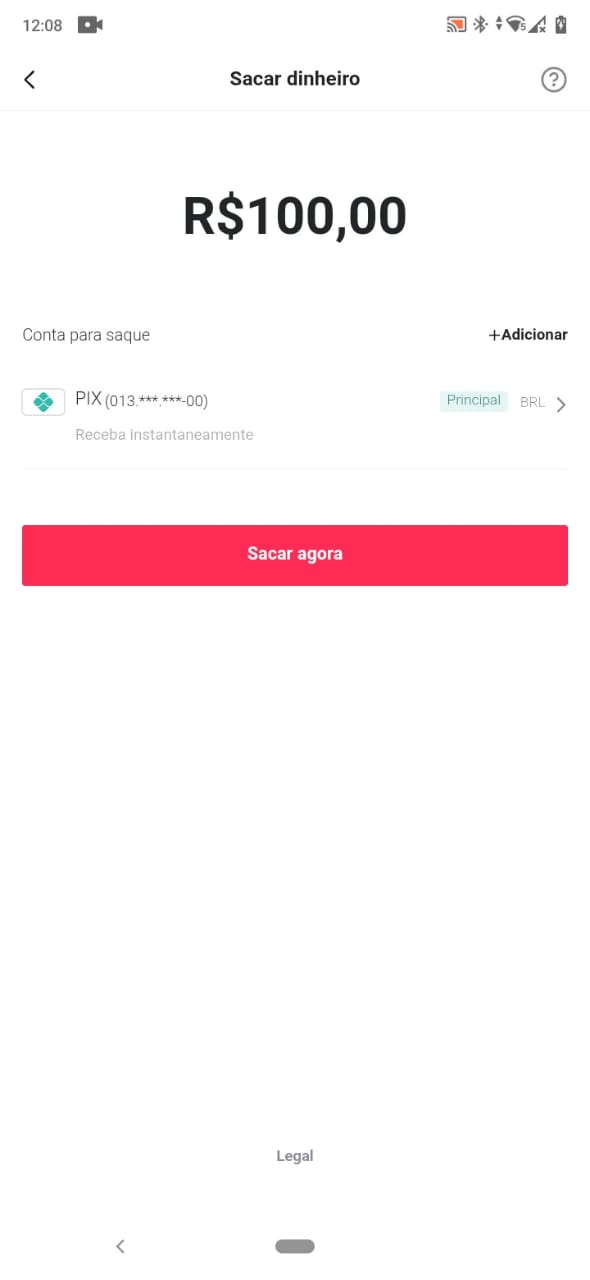 12:08
5
Sacar dinheiro
?
R$100,00
Conta para saque +Adicionar
PIX (013.***.***-00) Principal BRL
Receba instantaneamente
Sacar agora
Legal